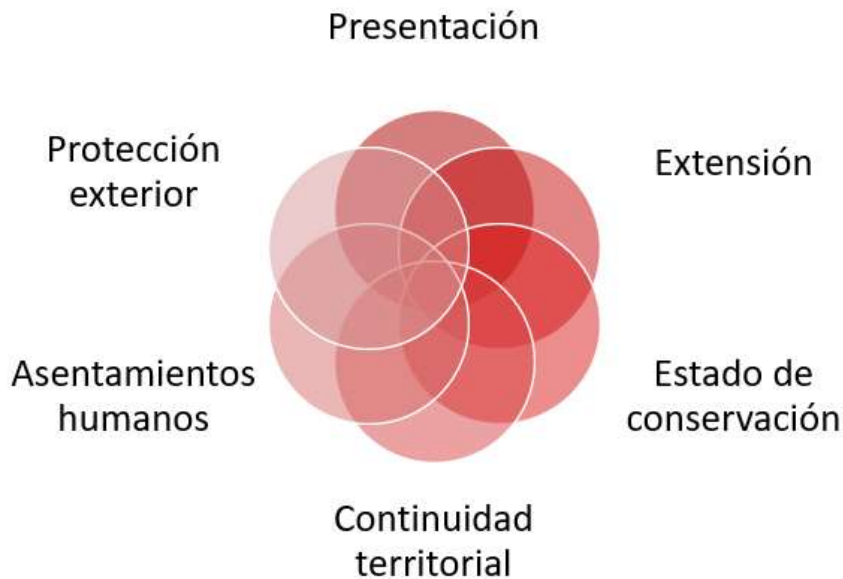 Presentación
Extensión
Estado de
conservación
Continuidad
territorial
Asentamientos
humanos
Protección
exterior